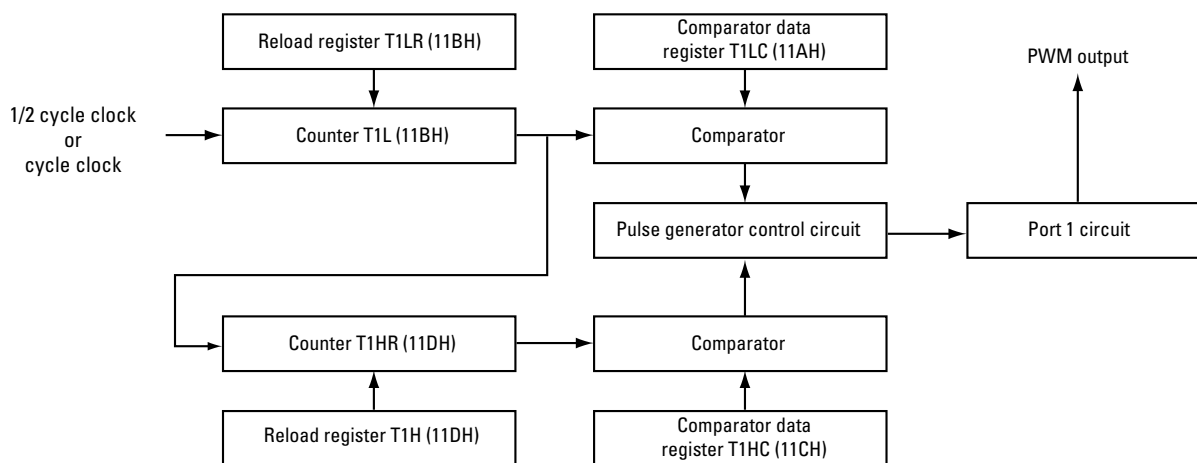 Reload register T1LR (11BH)
Comparator data
register T1LC (11AH)
PWM output
1/2 cycle clock
or
cycle clock
Counter T1L (11BH)
Comparator
Pulse generator control circuit
Port 1 circuit
Counter T1HR (11DH)
Comparator
Reload register T1H (11DH)
Comparator data
register T1HC (11CH)